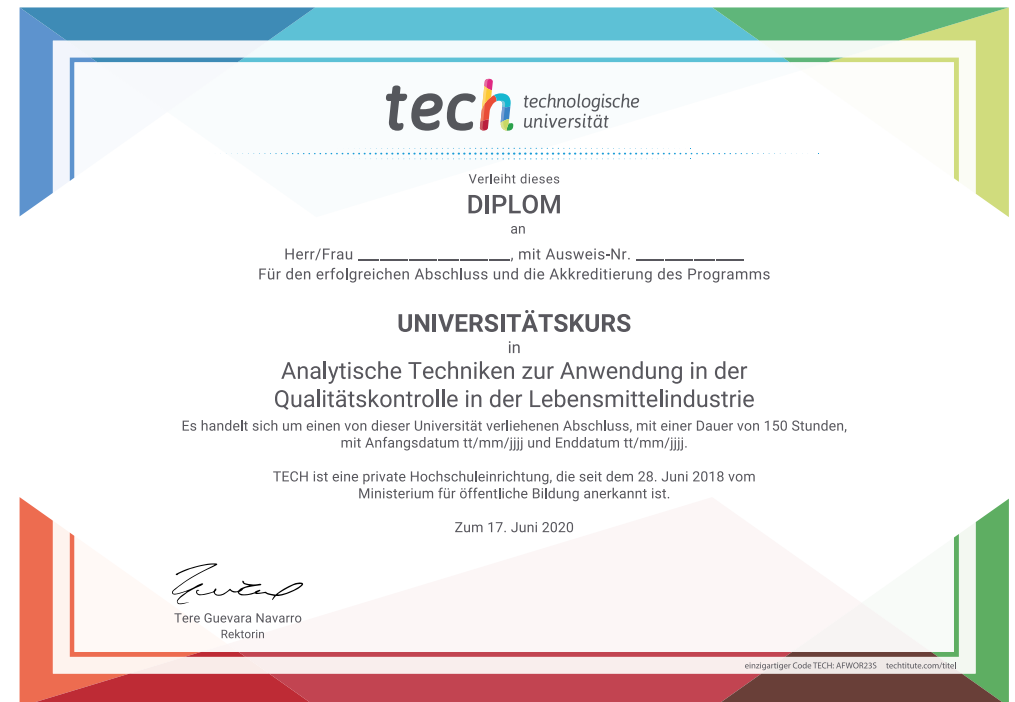 tech technologische
universität
Verleiht dieses
DIPLOM
an
Herr/Frau ____________________, mit Ausweis-Nr. ______________
Für den erfolgreichen Abschluss und die Akkreditierung des Programms
UNIVERSITÄTSKURS
in
Analytische Techniken zur Anwendung in der
Qualitätskontrolle in der Lebensmittelindustrie
Es handelt sich um einen von dieser Universität verliehenen Abschluss, mit einer Dauer von 150 Stunden,
mit Anfangsdatum tt/mm/jjjj und Enddatum tt/mm/jjjj.
TECH ist eine private Hochschuleinrichtung, die seit dem 28. Juni 2018 vom
Ministerium für öffentliche Bildung anerkannt ist.
Zum 17. Juni 2020
Tere Guevara Navarro
Rektorin
einzigartiger Code TECH: AFWOR23S techtitute.com/titel